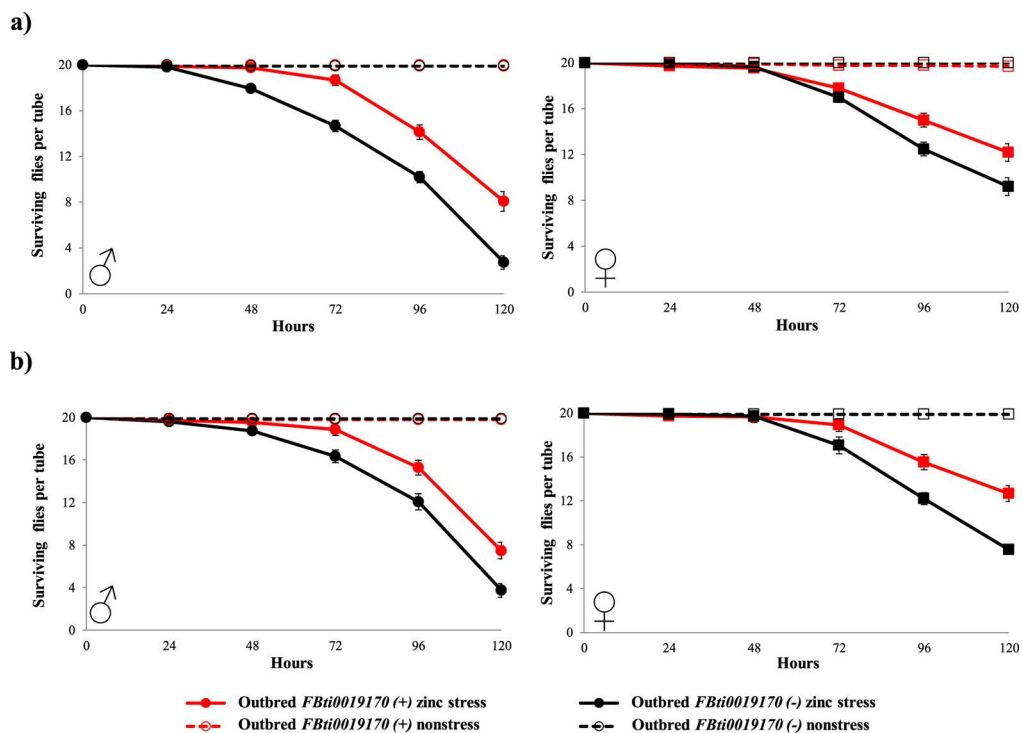 a)
Surviving flies per tube
20
16
12
8
4
0
0 24 48 72 96 120
Hours
♂
Surviving flies per tube
20
16
12
8
4
0
0 24 48 72 96 120
Hours
♀
b)
Surviving flies per tube
20
16
12
8
4
0
0 24 48 72 96 120
Hours
♂
Surviving flies per tube
20
16
12
8
4
0
0 24 48 72 96 120
Hours
♀
Outbred FBti0019170 (+) zinc stress
Outbred FBti0019170 (-) zinc stress
Outbred FBti0019170 (+) nonstress
Outbred FBti0019170 (-) nonstress